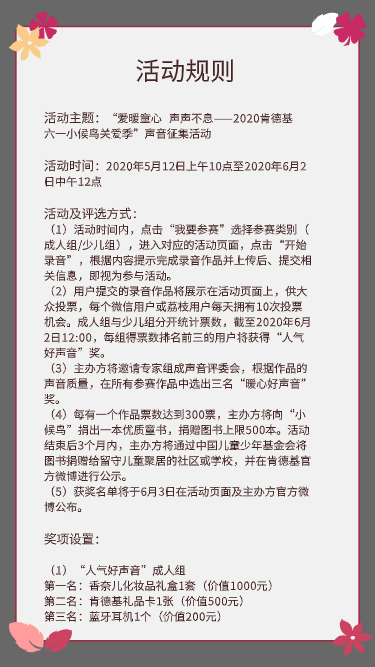 活动规则
活动主题：“爱暖童心 声声不息——2020肯德基
六一小候鸟关爱季”声音征集活动
活动时间：2020年5月12日上午10点至2020年6月2
日中午12点
活动及评选方式：
（1）活动时间内，点击“我要参赛”选择参赛类别（
成人组/少儿组），进入对应的活动页面，点击“开始
录音”，根据内容提示完成录音作品并上传后、提交相
关信息，即视为参与活动。
（2）用户提交的录音作品将展示在活动页面上，供大
众投票，每个微信用户或荔枝用户每天拥有10次投票
机会。成人组与少儿组分开统计票数，截至2020年6月
2日12:00，每组得票数排名前三的用户将获得“人气
好声音”奖。
（3）主办方将邀请专家组成声音评委会，根据作品的
声音质量，在所有参赛作品中选出三名“暖心好声音”
奖。
（4）每有一个作品票数达到300票，主办方将向“小
候鸟”捐出一本优质童书，捐赠图书上限500本。活动
结束后3个月内，主办方将通过中国儿童少年基金会将
图书捐赠给留守儿童聚居的社区或学校，并在肯德基官
方微博进行公示。
（5）获奖名单将于6月3日在活动页面及主办方官方微
博公布。
奖项设置：
（1）“人气好声音”成人组
第一名：香奈儿化妆品礼盒1套（价值1000元）
第二名：肯德基礼品卡1张（价值500元）
第三名：蓝牙耳机1个（价值200元）